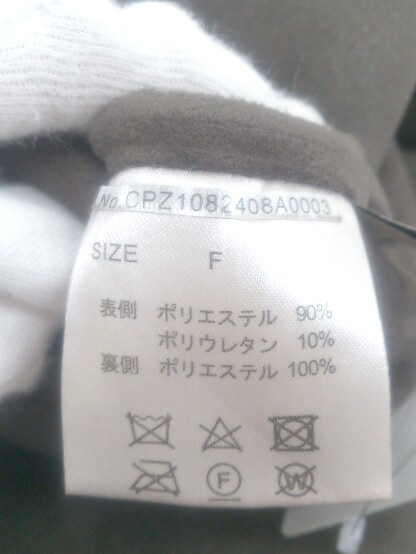 No. CPZ1082408A0003
SIZE F
表側 ポリエステル 90%
ポリウレタン 10%
裏側 ポリエステル 100%
F
W